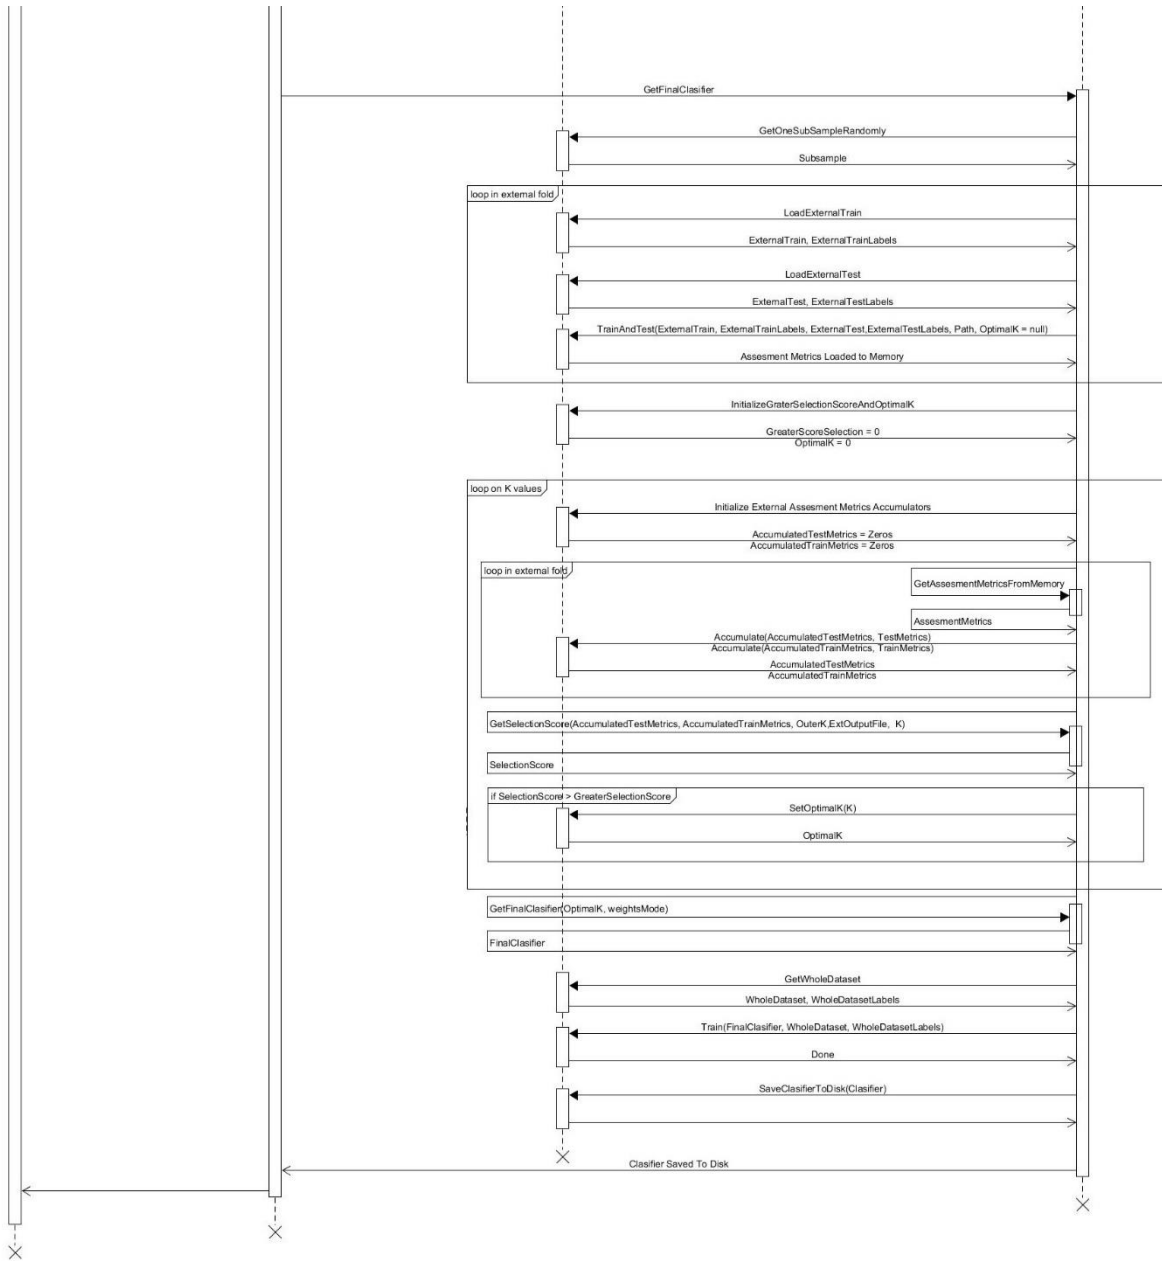 GetFinalClasifier
GetOneSubSampleRandomly
Subsample
loop in external fold
LoadExternalTrain
ExternalTrain, ExternalTrainLabels
LoadExternalTest
ExternalTest, ExternalTestLabels
TrainAndTest(ExternalTrain, ExternalTrainLabels, ExternalTest,ExternalTestLabels, Path, OptimalK = null)
Assesment Metrics Loaded to Memory
InitializeGraterSelectionScoreAndOptimalK
GreaterScoreSelection = 0
OptimalK = 0
loop on K values
Initialize External Assesment Metrics Accumulators
AccumulatedTestMetrics = Zeros
AccumulatedTrainMetrics = Zeros
loop in external fold
GetAssesmentMetricsFromMemory
AssesmentMetrics
Accumulate(AccumulatedTestMetrics, TestMetrics)
Accumulate(AccumulatedTrainMetrics, TrainMetrics)
AccumulatedTestMetrics
AccumulatedTrainMetrics
GetSelectionScore(AccumulatedTestMetrics, AccumulatedTrainMetrics, OuterK,ExtOutputFile, K)
SelectionScore
if SelectionScore > GreaterSelectionScore
SetOptimalK(K)
OptimalK
GetFinalClasifier(OptimalK, weightsMode)
FinalClasifier
GetWholeDataset
WholeDataset, WholeDatasetLabels
Train(FinalClasifier, WholeDataset, WholeDatasetLabels)
Done
SaveClasifierToDisk(Clasifier)
Clasifier Saved To Disk